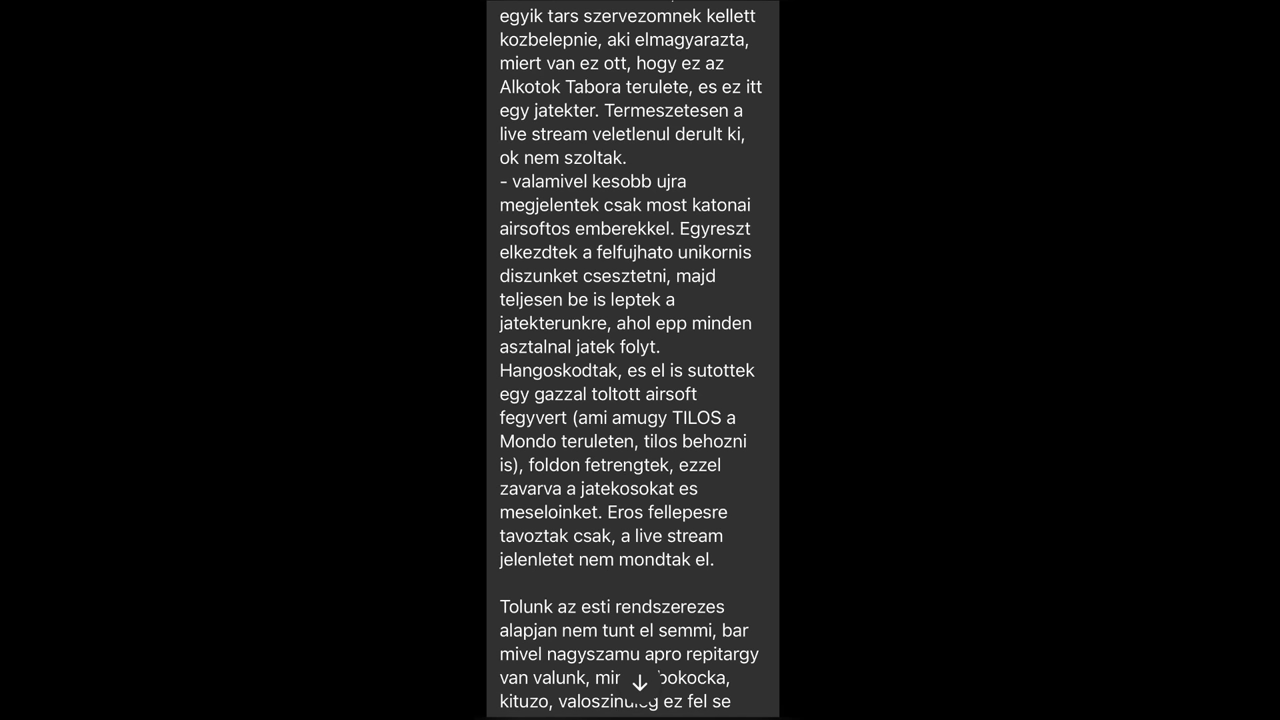 egyik tars szervezomnek kellett
kozbelepnie, aki elmagyarazta,
miert van ez ott, hogy ez az
Alkotok Tabora terulete, es ez itt
egy jatekter. Termeszetesen a
live stream veletlenul derult ki,
ok nem szoltak.
- valamivel kesobb ujra
megjelentek csak most katonai
airsoftos emberekkel. Egyreszt
elkezdtek a felfujhato unikornis
diszunket csesztetni, majd
teljesen be is leptek a
jatekterunkre, ahol epp minden
asztalnal jatek folyt.
Hangoskodtak, es el is sutottek
egy gazzal toltott airsoft
fegyvert (ami amugy TILOS a
Mondo teruleten, tilos behozni
is), foldon fetrengtek, ezzel
zavarva a jatekosokat es
meseloinket. Eros fellepesre
tavoztak csak, a live stream
jelenletet nem mondtak el.
Tolunk az esti rendszerezes
alapjan nem tunt el semmi, bar
mivel nagyszamu apro repitargy
van valunk,
kituzo, valoszinuleg ez fel se